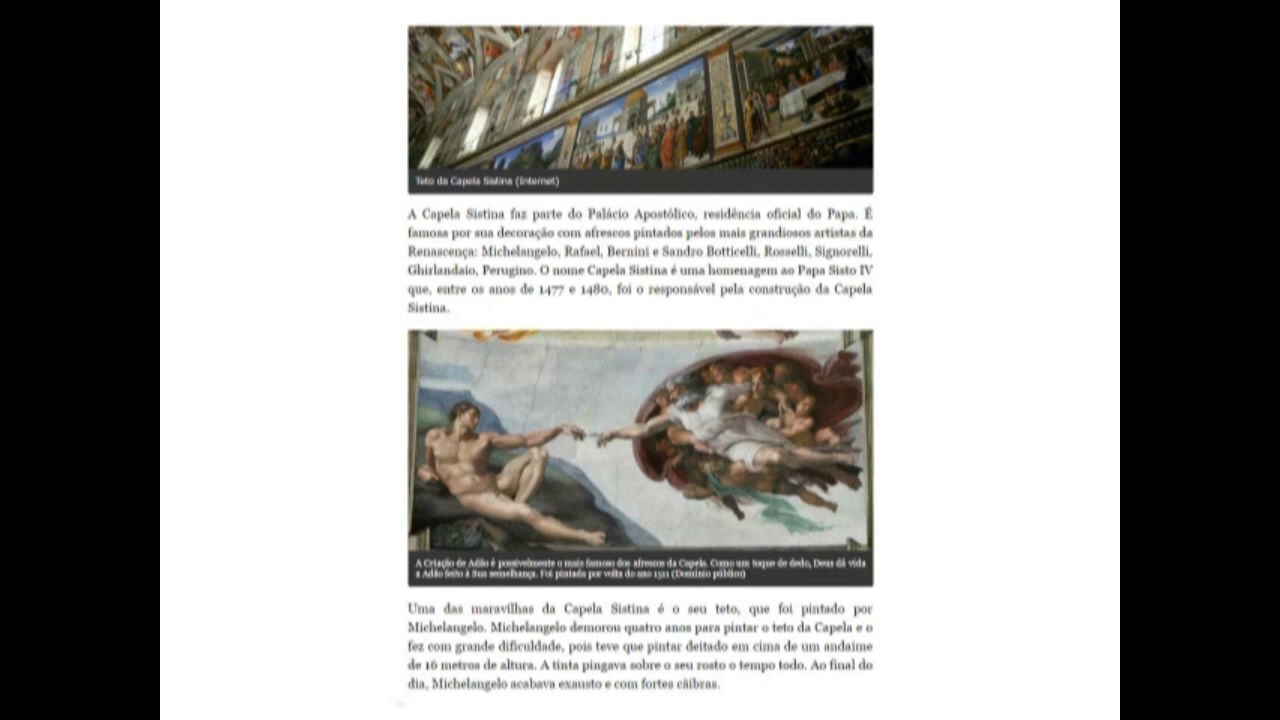 Teto da Capela Sistina (Internet)
A Capela Sistina faz parte do Palácio Apostólico, residência oficial do Papa. É
famosa por sua decoração com afrescos pintados pelos mais grandiosos artistas da
Renascença: Michelangelo, Rafael, Bernini e Sandro Botticelli, Rosselli, Signorelli,
Ghirlandaio, Perugino. O nome Capela Sistina é uma homenagem ao Papa Sisto IV
que, entre os anos de 1477 e 1480, foi o responsável pela construção da Capela
Sistina.
A Criação de Adão é possivelmente o mais famoso dos afrescos da Capela. Como um toque de dedo, Deus dá vida
a Adão feito à Sua semelhança. Foi pintada por volta do ano 1511 (Domínio público)
Uma das maravilhas da Capela Sistina é o seu teto, que foi pintado por
Michelangelo. Michelangelo demorou quatro anos para pintar o teto da Capela e o
fez com grande dificuldade, pois teve que pintar deitado em cima de um andaime
de 16 metros de altura. A tinta pingava sobre o seu rosto o tempo todo. Ao final do
dia, Michelangelo acabava exausto e com fortes cãibras.